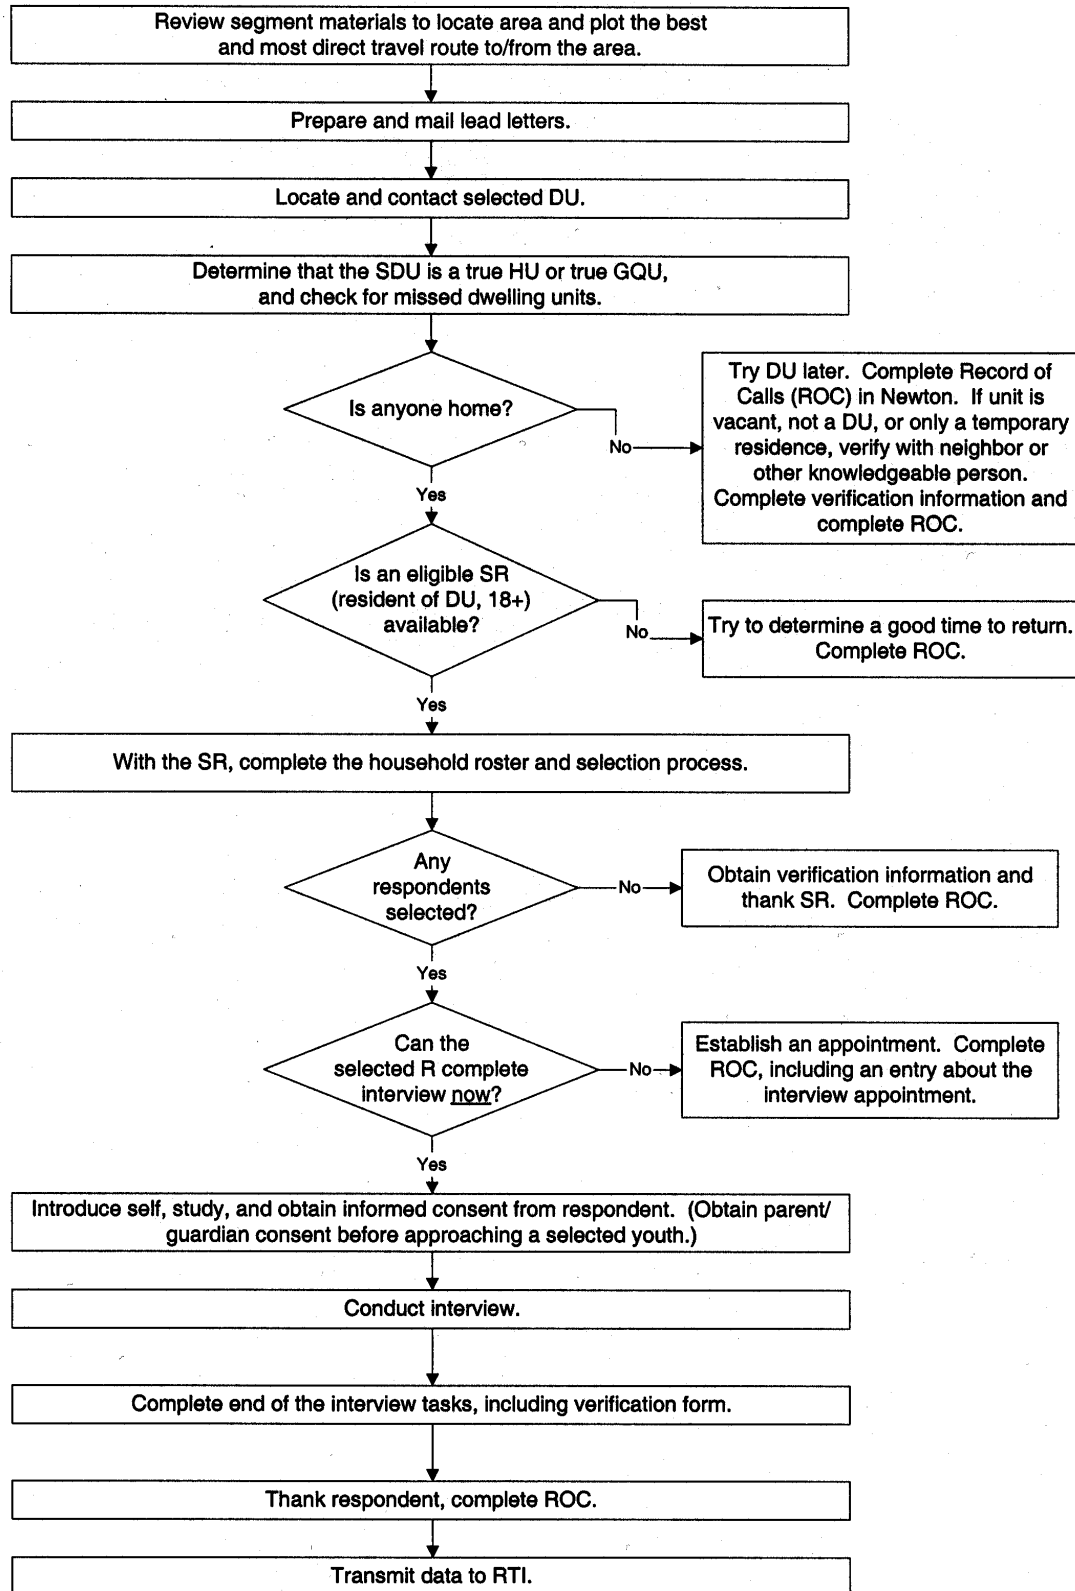 Review segment materials to locate area and plot the best
and most direct travel route to/from the area.
Prepare and mail lead letters.
Locate and contact selected DU.
Determine that the SDU is a true HU or true GQU,
and check for missed dwelling units.
Is anyone home?
No
Try DU later. Complete Record of
Calls (ROC) in Newton. If unit is
vacant, not a DU, or only a temporary
residence, verify with neighbor or
other knowledgeable person.
Complete verification information and
complete ROC.
Yes
Is an eligible SR
(resident of DU, 18+)
available?
No
Try to determine a good time to return.
Complete ROC.
Yes
With the SR, complete the household roster and selection process.
Any
respondents
selected?
No
Obtain verification information and
thank SR. Complete ROC.
Yes
Can the
selected R complete
interview now?
No
Establish an appointment. Complete
ROC, including an entry about the
interview appointment.
Yes
Introduce self, study, and obtain informed consent from respondent. (Obtain parent/
guardian consent before approaching a selected youth.)
Conduct interview.
Complete end of the interview tasks, including verification form.
Thank respondent, complete ROC.
Transmit data to RTI.